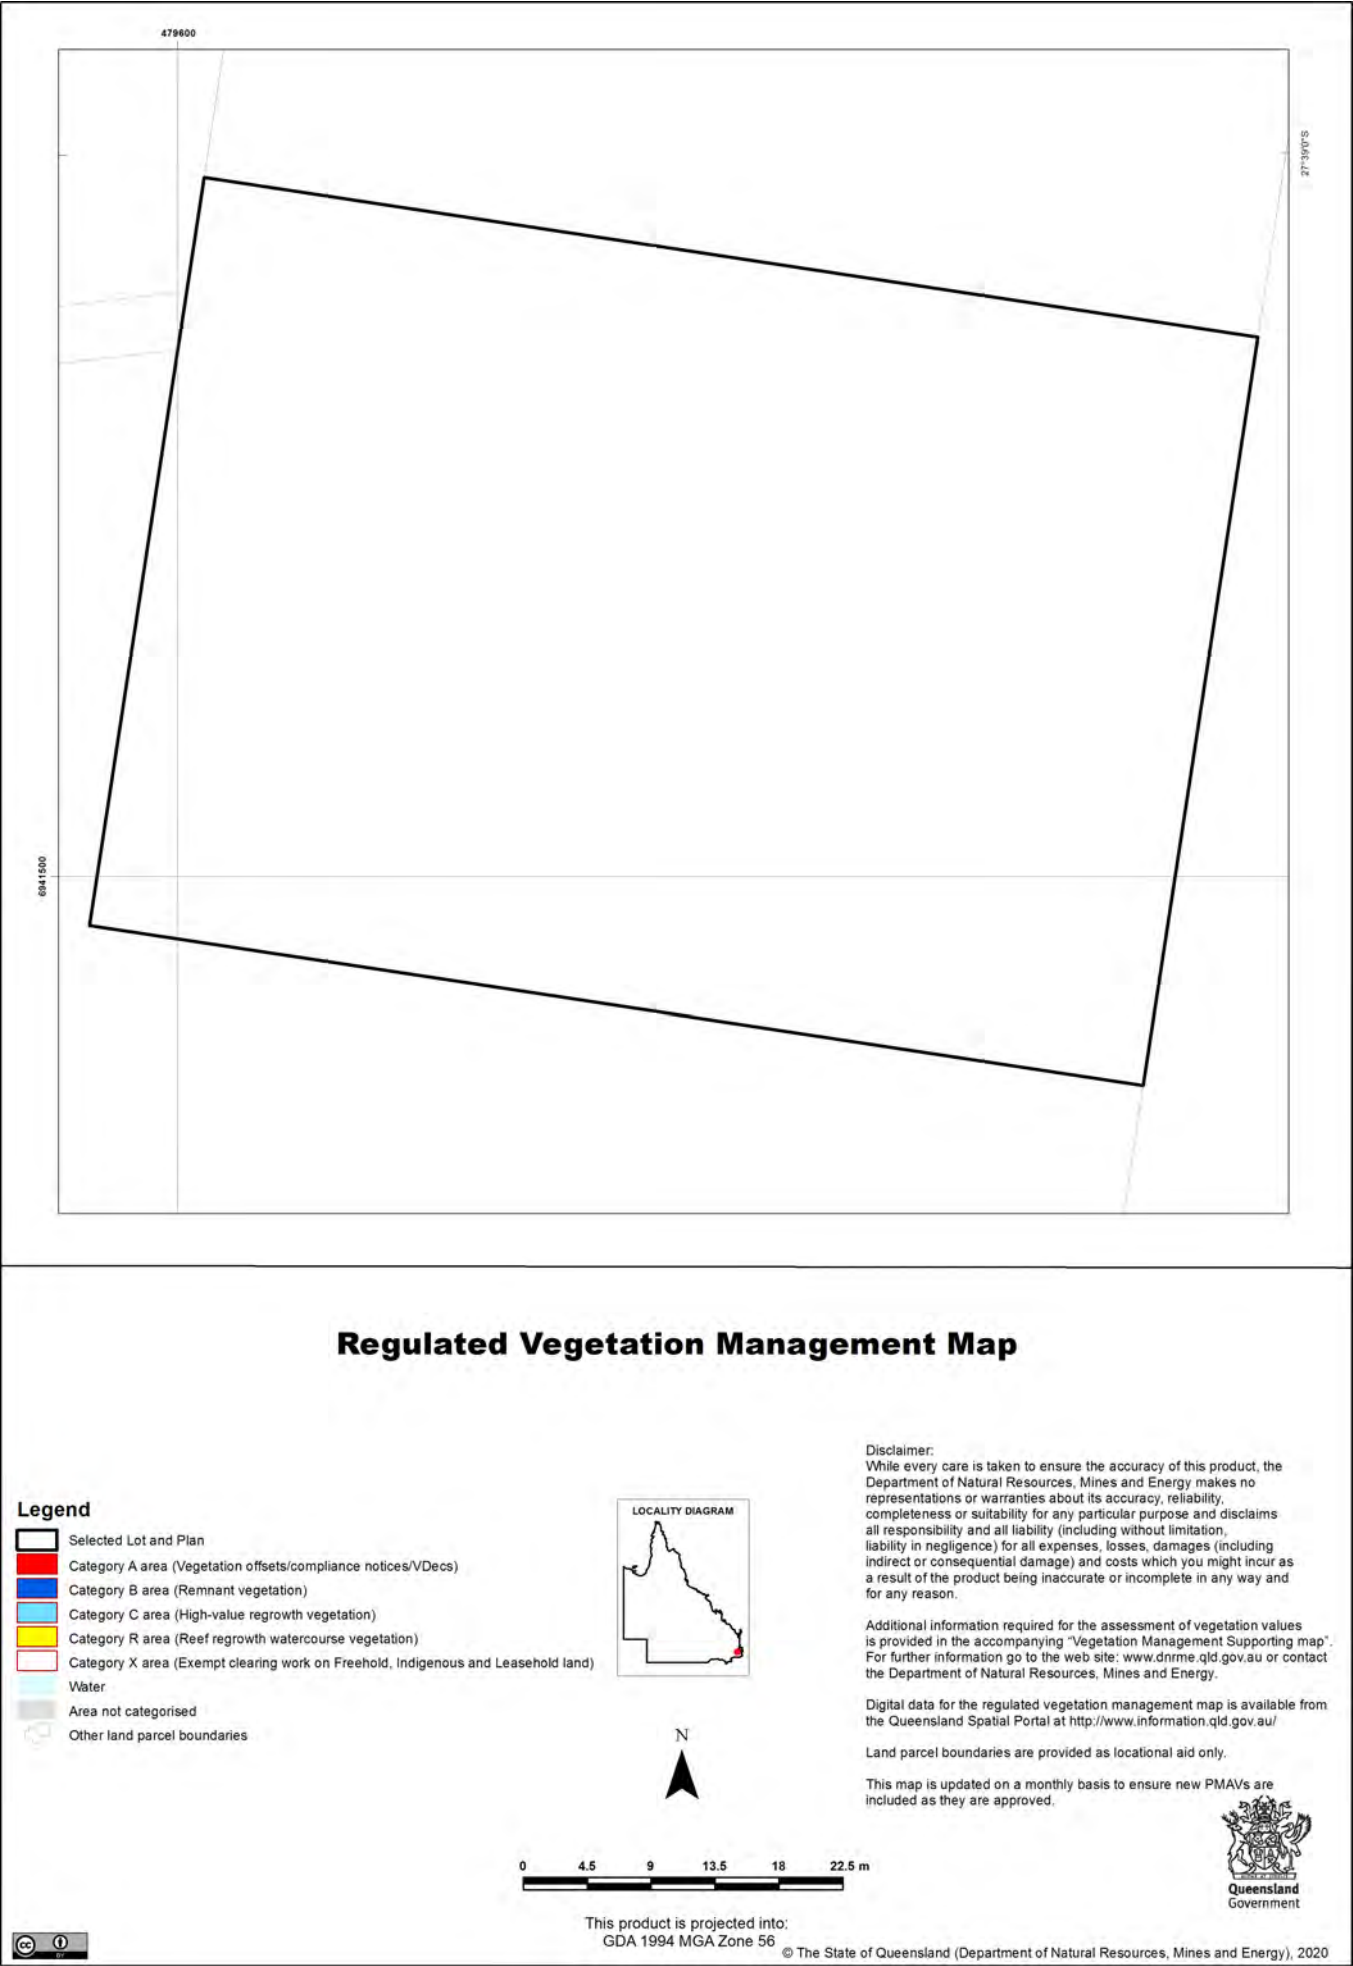 479600
27°39'0"S
6941500
Regulated Vegetation Management Map
Legend
Selected Lot and Plan
Category A area (Vegetation offsets/compliance notices/VDecs)
Category B area (Remnant vegetation)
Category C area (High-value regrowth vegetation)
Category R area (Reef regrowth watercourse vegetation)
Category X area (Exempt clearing work on Freehold, Indigenous and Leasehold land)
Water
Area not categorised
Other land parcel boundaries
LOCALITY DIAGRAM
N
0 4.5 9 13.5 18 22.5 m
This product is projected into:
GDA 1994 MGA Zone 56
Disclaimer:
While every care is taken to ensure the accuracy of this product, the
Department of Natural Resources, Mines and Energy makes no
representations or warranties about its accuracy, reliability,
completeness or suitability for any particular purpose and disclaims
all responsibility and all liability (including without limitation,
liability in negligence) for all expenses, losses, damages (including
indirect or consequential damage) and costs which you might incur as
a result of the product being inaccurate or incomplete in any way and
for any reason.
Additional information required for the assessment of vegetation values
is provided in the accompanying “Vegetation Management Supporting map”.
For further information go to the web site: www.dnrme.qld.gov.au or contact
the Department of Natural Resources, Mines and Energy.
Digital data for the regulated vegetation management map is available from
the Queensland Spatial Portal at http://www.information.qld.gov.au/
Land parcel boundaries are provided as locational aid only.
This map is updated on a monthly basis to ensure new PMAVs are
included as they are approved.
Queensland
Government
cc
BY
© The State of Queensland (Department of Natural Resources, Mines and Energy), 2020